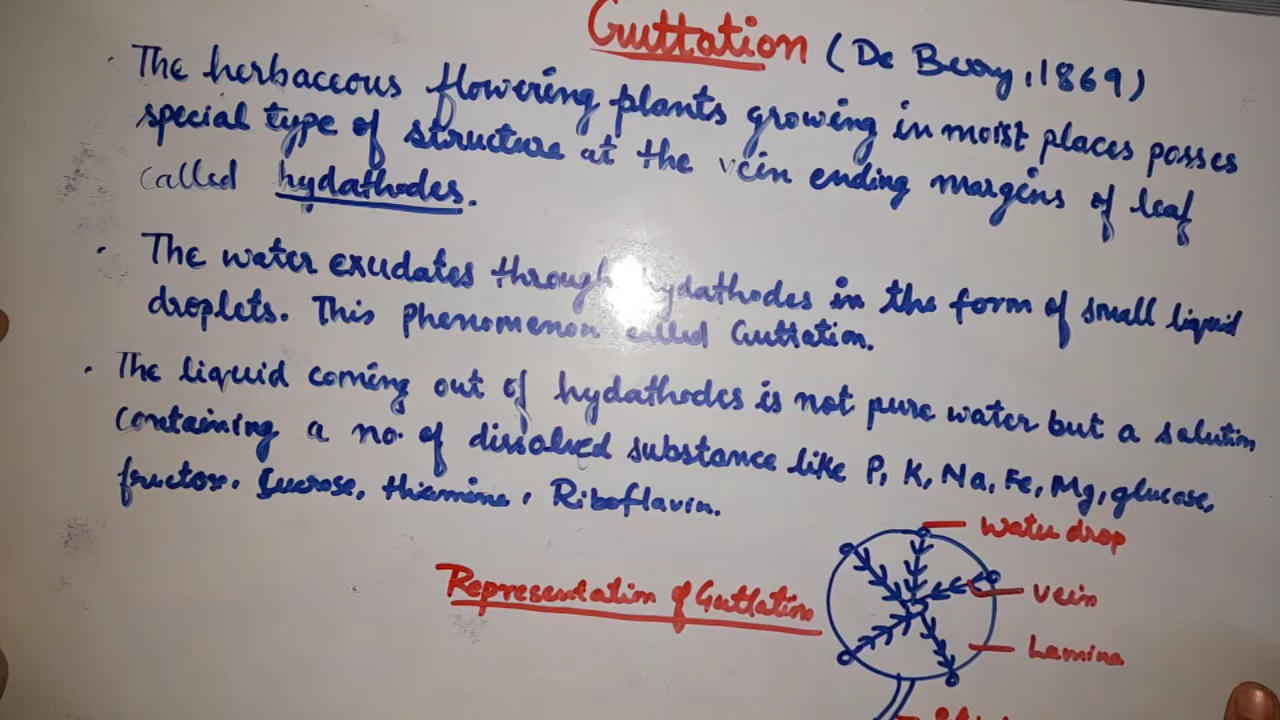 Guttation (De Beary, 1869)
· The herbaceous flowering plants growing in moist places posses
special type of structure at the vein ending margins of leaf
called hydathodes.
· The water exudates through hydathodes in the form of small liquid
droplets. This phenomenon called Guttation.
· The liquid coming out of hydathodes is not pure water but a solution
containing a no. of dissolved substance like P, K, Na, Fe, Mg, glucose,
fructose, Sucrose, thiamine, Riboflavin.
Water drop
Representation of Guttation
vein
Lamina